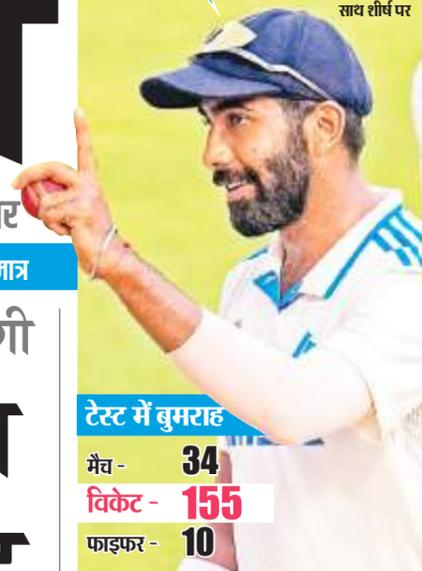 साथ शीर्ष पर
मात्र
टेस्ट में बुमराह
मैच - 34
विकेट - 155
फाइफर - 10